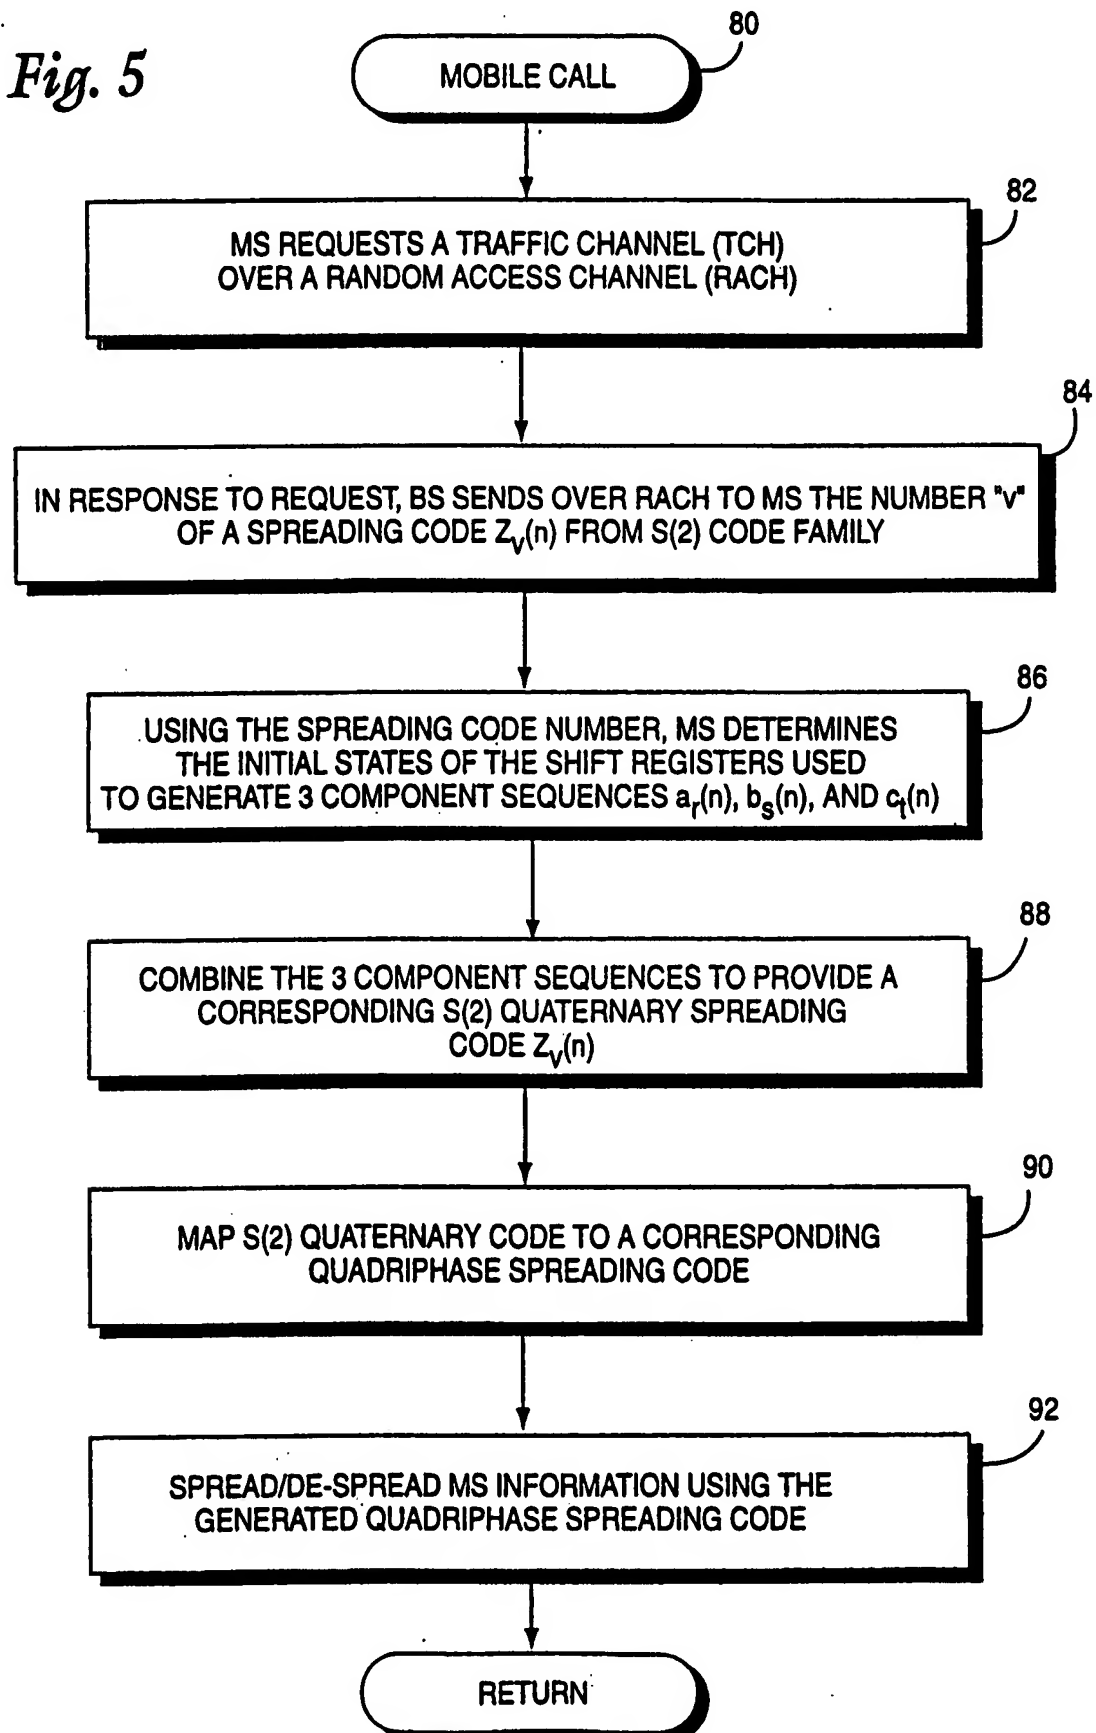 Fig. 5
80
MOBILE CALL
82
MS REQUESTS A TRAFFIC CHANNEL (TCH)
OVER A RANDOM ACCESS CHANNEL (RACH)
84
IN RESPONSE TO REQUEST, BS SENDS OVER RACH TO MS THE NUMBER "v"
OF A SPREADING CODE Zᵥ(n) FROM S(2) CODE FAMILY
86
USING THE SPREADING CODE NUMBER, MS DETERMINES
THE INITIAL STATES OF THE SHIFT REGISTERS USED
TO GENERATE 3 COMPONENT SEQUENCES aᵣ(n), bₛ(n), AND cₜ(n)
88
COMBINE THE 3 COMPONENT SEQUENCES TO PROVIDE A
CORRESPONDING S(2) QUATERNARY SPREADING
CODE Zᵥ(n)
90
MAP S(2) QUATERNARY CODE TO A CORRESPONDING
QUADRIPHASE SPREADING CODE
92
SPREAD/DE-SPREAD MS INFORMATION USING THE
GENERATED QUADRIPHASE SPREADING CODE
RETURN